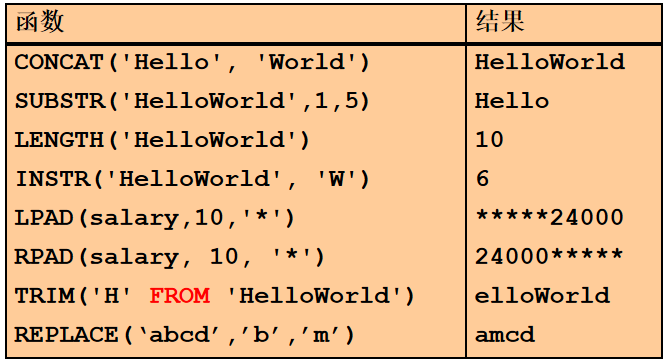 函数 结果
CONCAT('Hello', 'World') HelloWorld
SUBSTR('HelloWorld',1,5) Hello
LENGTH('HelloWorld') 10
INSTR('HelloWorld', 'W') 6
LPAD(salary,10,'*') *****24000
RPAD(salary, 10, '*') 24000*****
TRIM('H' FROM 'HelloWorld') elloWorld
REPLACE(‘abcd’,’b’,’m’) amcd